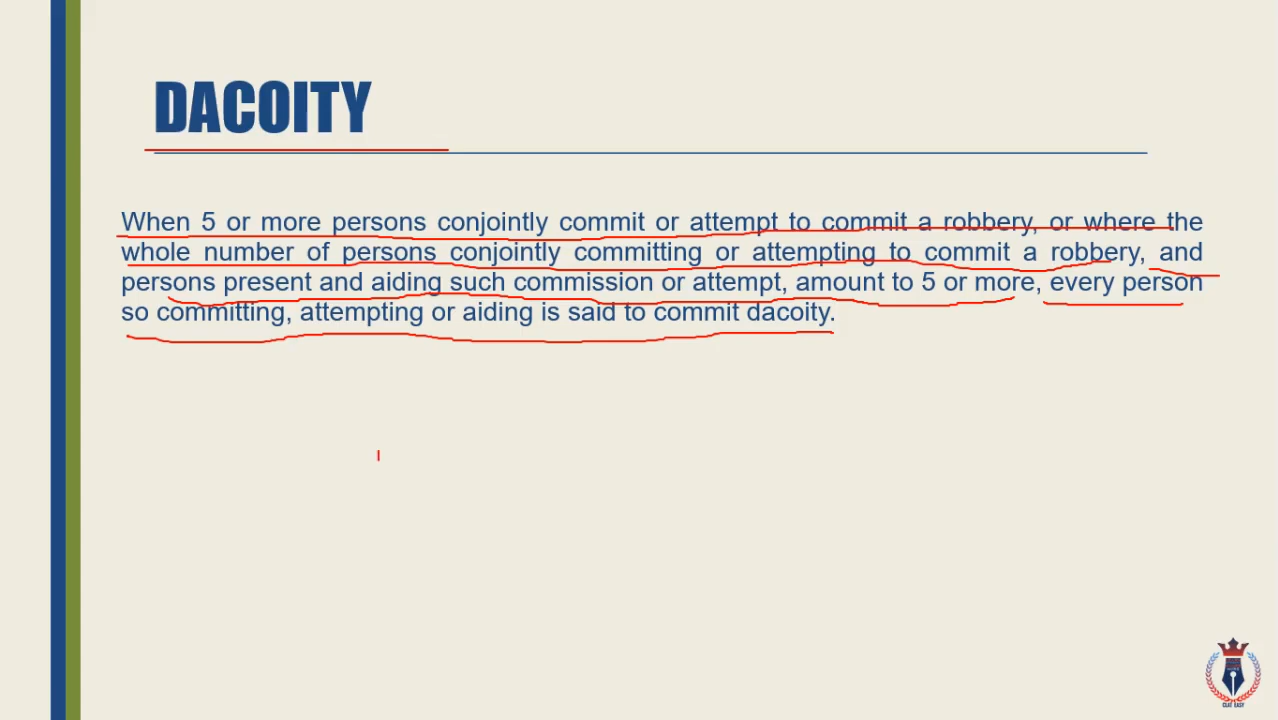 DACOITY
When 5 or more persons conjointly commit or attempt to commit a robbery, or where the
whole number of persons conjointly committing or attempting to commit a robbery, and
persons present and aiding such commission or attempt, amount to 5 or more, every person
so committing, attempting or aiding is said to commit dacoity.
CLAT EASY